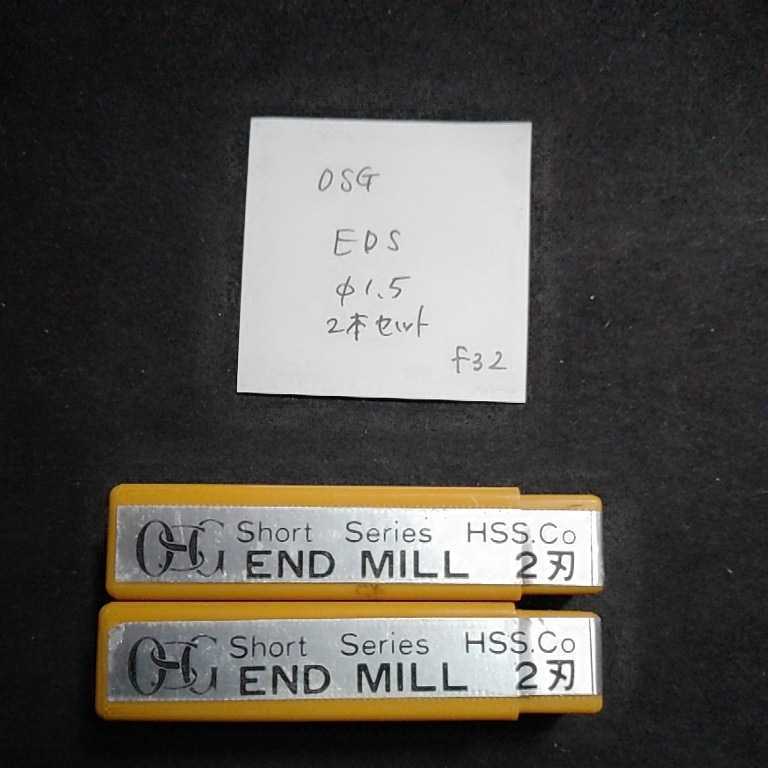 OSG
EDS
φ1.5
2本セット
f32
OSG Short Series HSS.Co
END MILL 2刃
OSG Short Series HSS.Co
END MILL 2刃